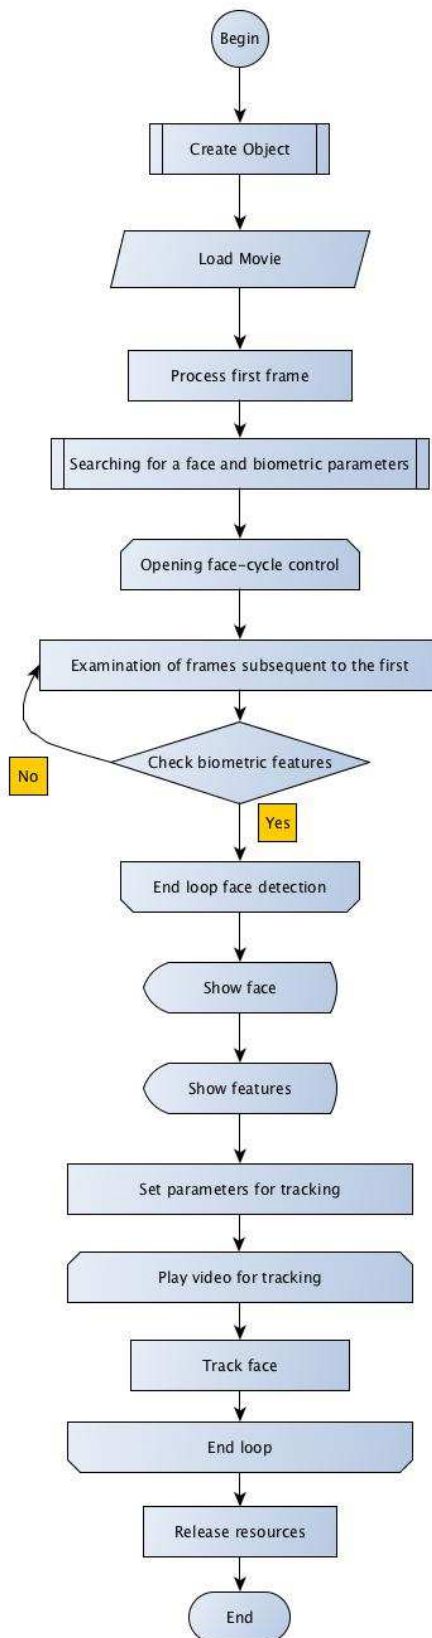 Begin
Create Object
Load Movie
Process first frame
Searching for a face and biometric parameters
Opening face-cycle control
Examination of frames subsequent to the first
Check biometric features
No
Yes
End loop face detection
Show face
Show features
Set parameters for tracking
Play video for tracking
Track face
End loop
Release resources
End